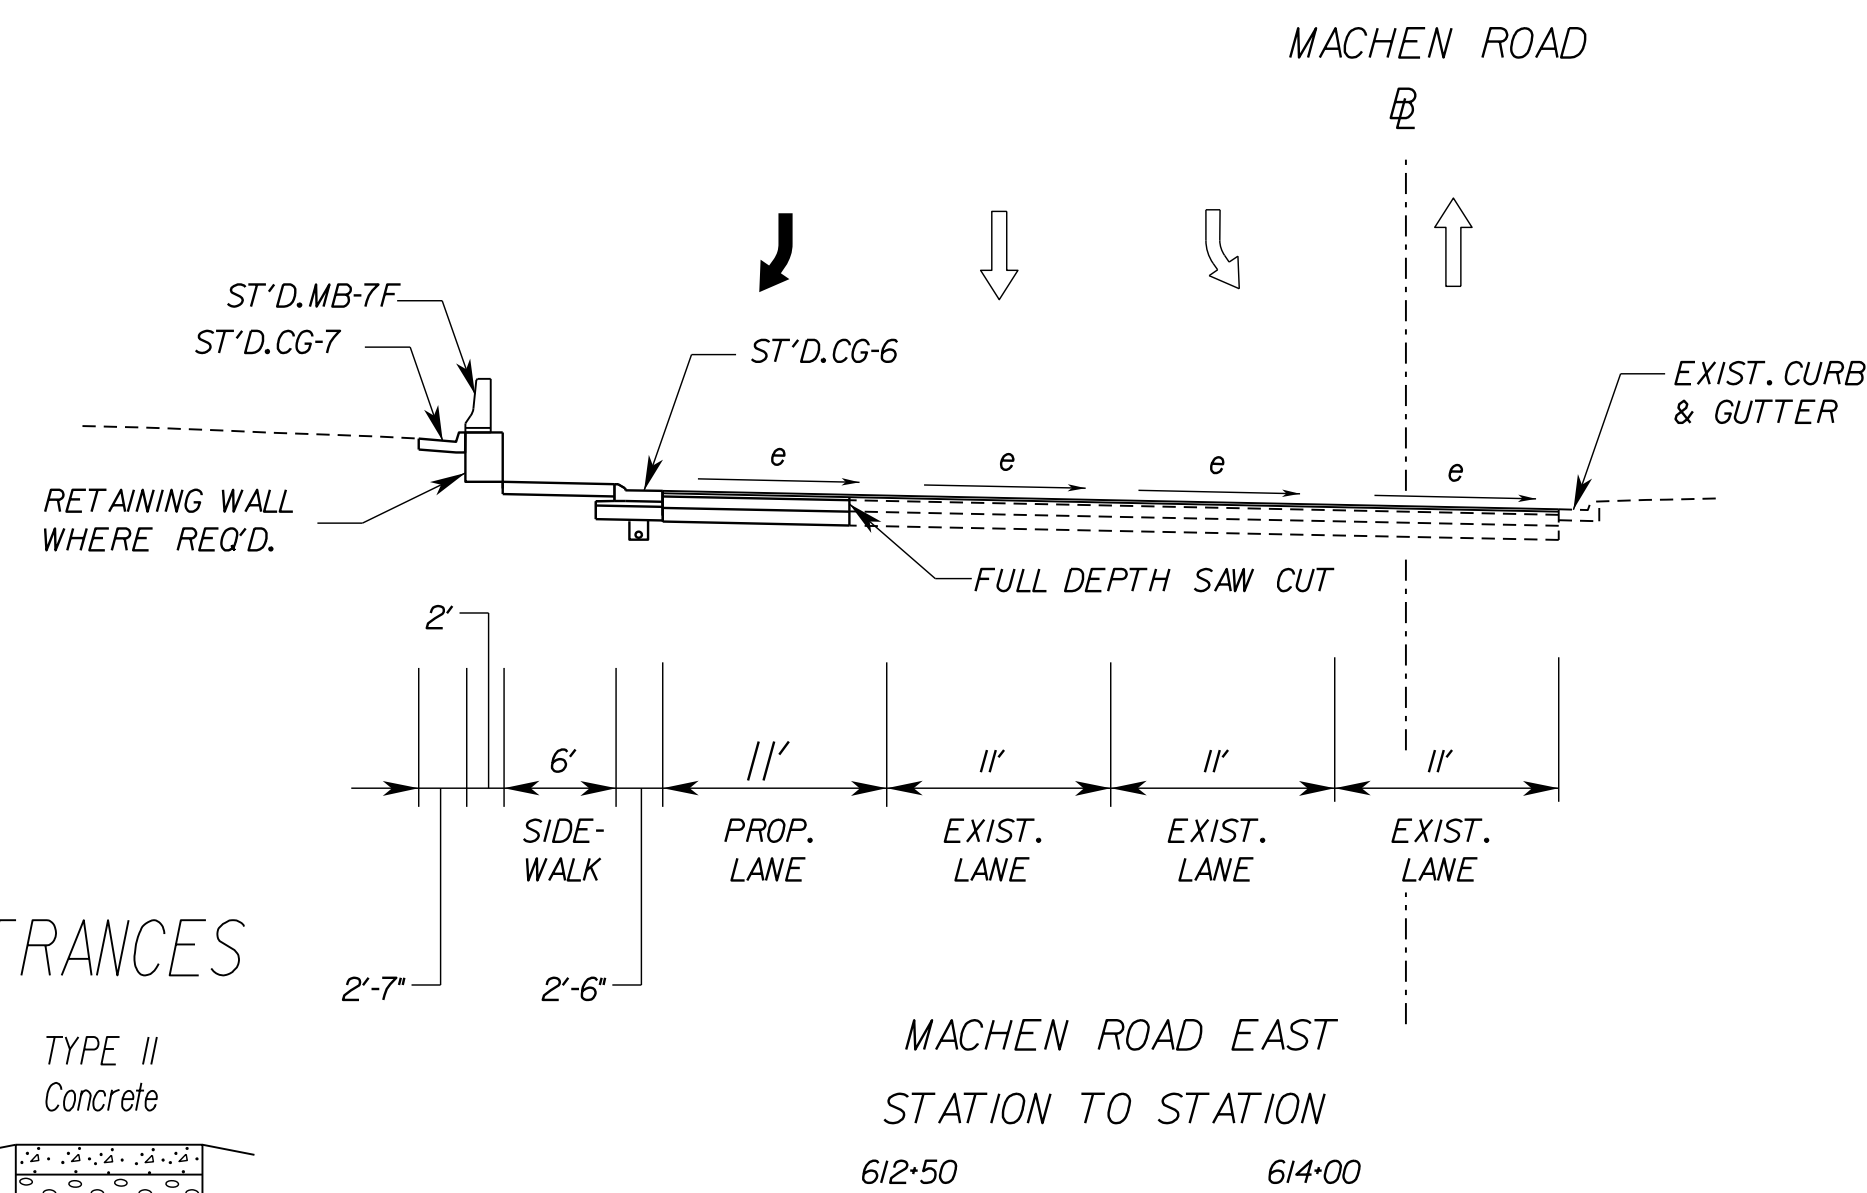 MACHEN ROAD
BL
ST'D.MB-7F
ST'D.CG-7
ST'D.CG-6
EXIST. CURB
& GUTTER
e e e e
RETAINING WALL
WHERE REQ'D.
FULL DEPTH SAW CUT
2'
6' 11' 11' 11' 11'
SIDE- PROP. EXIST. EXIST. EXIST.
WALK LANE LANE LANE LANE
TRANCES
2'-7" 2'-6"
MACHEN ROAD EAST
TYPE II
Concrete
STATION TO STATION
612+50 614+00